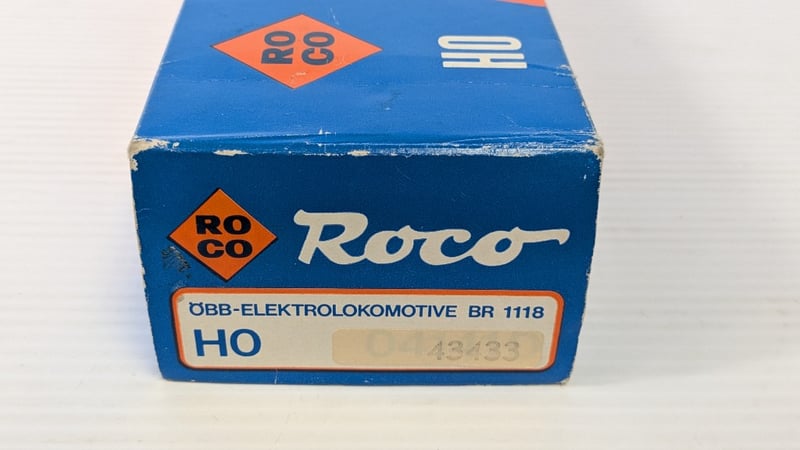 RO
CO
HO
RO
CO
Roco
ÖBB-ELEKTROLOKOMOTIVE BR 1118
HO
43433